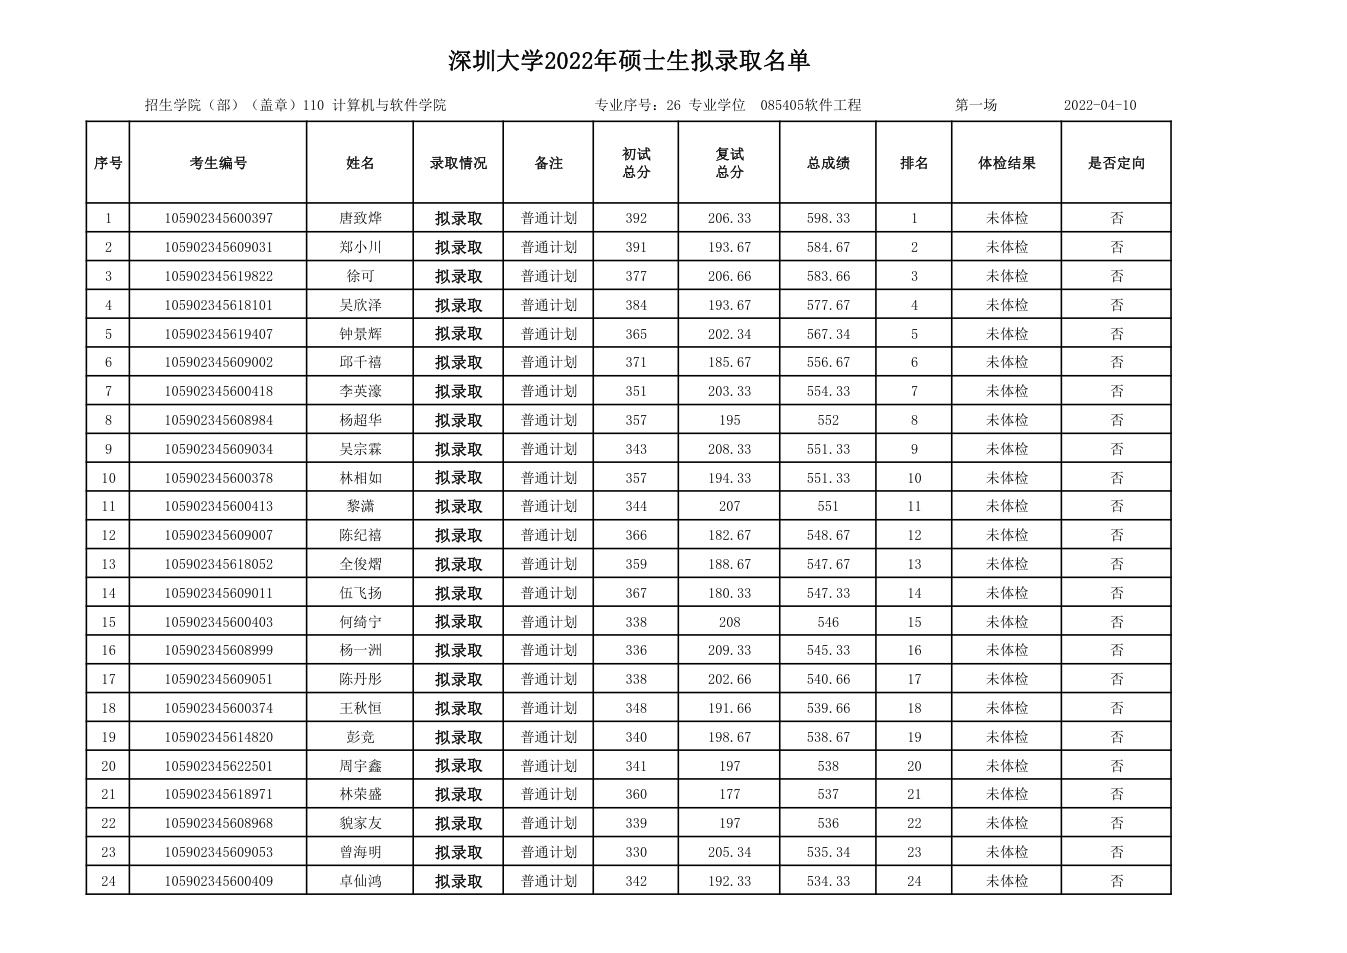 深圳大学2022年硕士生拟录取名单
招生学院（部）（盖章）110 计算机与软件学院 专业序号：26 专业学位 085405软件工程 第一场 2022-04-10
序号 考生编号 姓名 录取情况 备注 初试总分 复试总分 总成绩 排名 体检结果 是否定向
1 105902345600397 唐致烨 拟录取 普通计划 392 206.33 598.33 1 未体检 否
2 105902345609031 郑小川 拟录取 普通计划 391 193.67 584.67 2 未体检 否
3 105902345619822 徐可 拟录取 普通计划 377 206.66 583.66 3 未体检 否
4 105902345618101 吴欣泽 拟录取 普通计划 384 193.67 577.67 4 未体检 否
5 105902345619407 钟景辉 拟录取 普通计划 365 202.34 567.34 5 未体检 否
6 105902345609002 邱千禧 拟录取 普通计划 371 185.67 556.67 6 未体检 否
7 105902345600418 李英濠 拟录取 普通计划 351 203.33 554.33 7 未体检 否
8 105902345608984 杨超华 拟录取 普通计划 357 195 552 8 未体检 否
9 105902345609034 吴宗霖 拟录取 普通计划 343 208.33 551.33 9 未体检 否
10 105902345600378 林相如 拟录取 普通计划 357 194.33 551.33 10 未体检 否
11 105902345600413 黎潇 拟录取 普通计划 344 207 551 11 未体检 否
12 105902345609007 陈纪禧 拟录取 普通计划 366 182.67 548.67 12 未体检 否
13 105902345618052 全俊熠 拟录取 普通计划 359 188.67 547.67 13 未体检 否
14 105902345609011 伍飞扬 拟录取 普通计划 367 180.33 547.33 14 未体检 否
15 105902345600403 何绮宁 拟录取 普通计划 338 208 546 15 未体检 否
16 105902345608999 杨一洲 拟录取 普通计划 336 209.33 545.33 16 未体检 否
17 105902345609051 陈丹彤 拟录取 普通计划 338 202.66 540.66 17 未体检 否
18 105902345600374 王秋恒 拟录取 普通计划 348 191.66 539.66 18 未体检 否
19 105902345614820 彭竞 拟录取 普通计划 340 198.67 538.67 19 未体检 否
20 105902345622501 周宇鑫 拟录取 普通计划 341 197 538 20 未体检 否
21 105902345618971 林荣盛 拟录取 普通计划 360 177 537 21 未体检 否
22 105902345608968 貌家友 拟录取 普通计划 339 197 536 22 未体检 否
23 105902345609053 曾海明 拟录取 普通计划 330 205.34 535.34 23 未体检 否
24 105902345600409 卓仙鸿 拟录取 普通计划 342 192.33 534.33 24 未体检 否